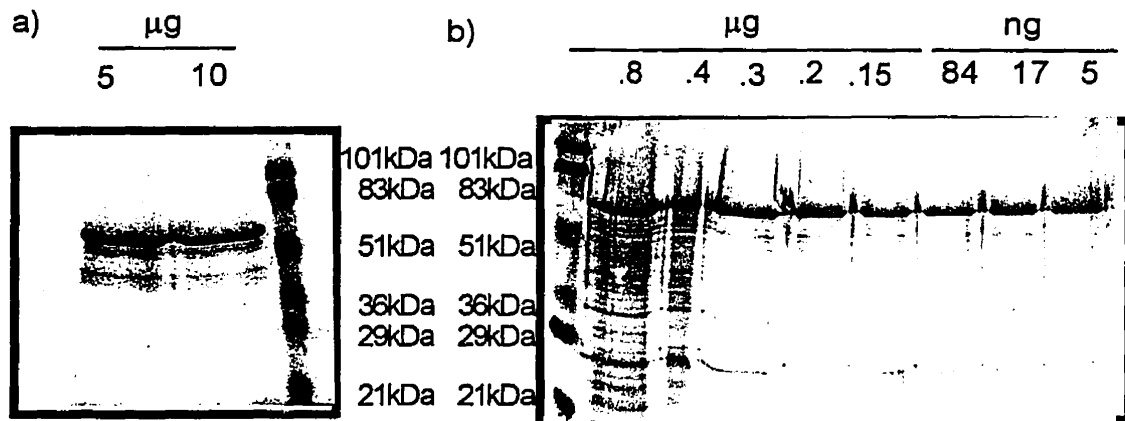 a)
μg
5 10
b)
μg ng
.8 .4 .3 .2 .15 84 17 5
101kDa 101kDa
83kDa 83kDa
51kDa 51kDa
36kDa 36kDa
29kDa 29kDa
21kDa 21kDa